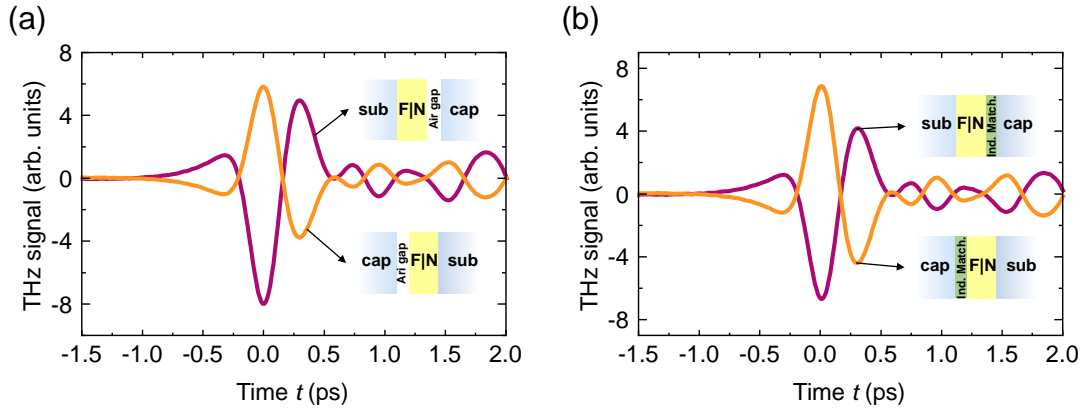 (a)
THz signal (arb. units)
8
4
0
-4
-8
-1.5 -1.0 -0.5 0.0 0.5 1.0 1.5 2.0
Time t (ps)
sub F|N Air gap cap
cap Ari gap F|N sub
(b)
THz signal (arb. units)
8
4
0
-4
-8
-1.5 -1.0 -0.5 0.0 0.5 1.0 1.5 2.0
Time t (ps)
sub F|N Ind. Match. cap
cap Ind. Match. F|N sub